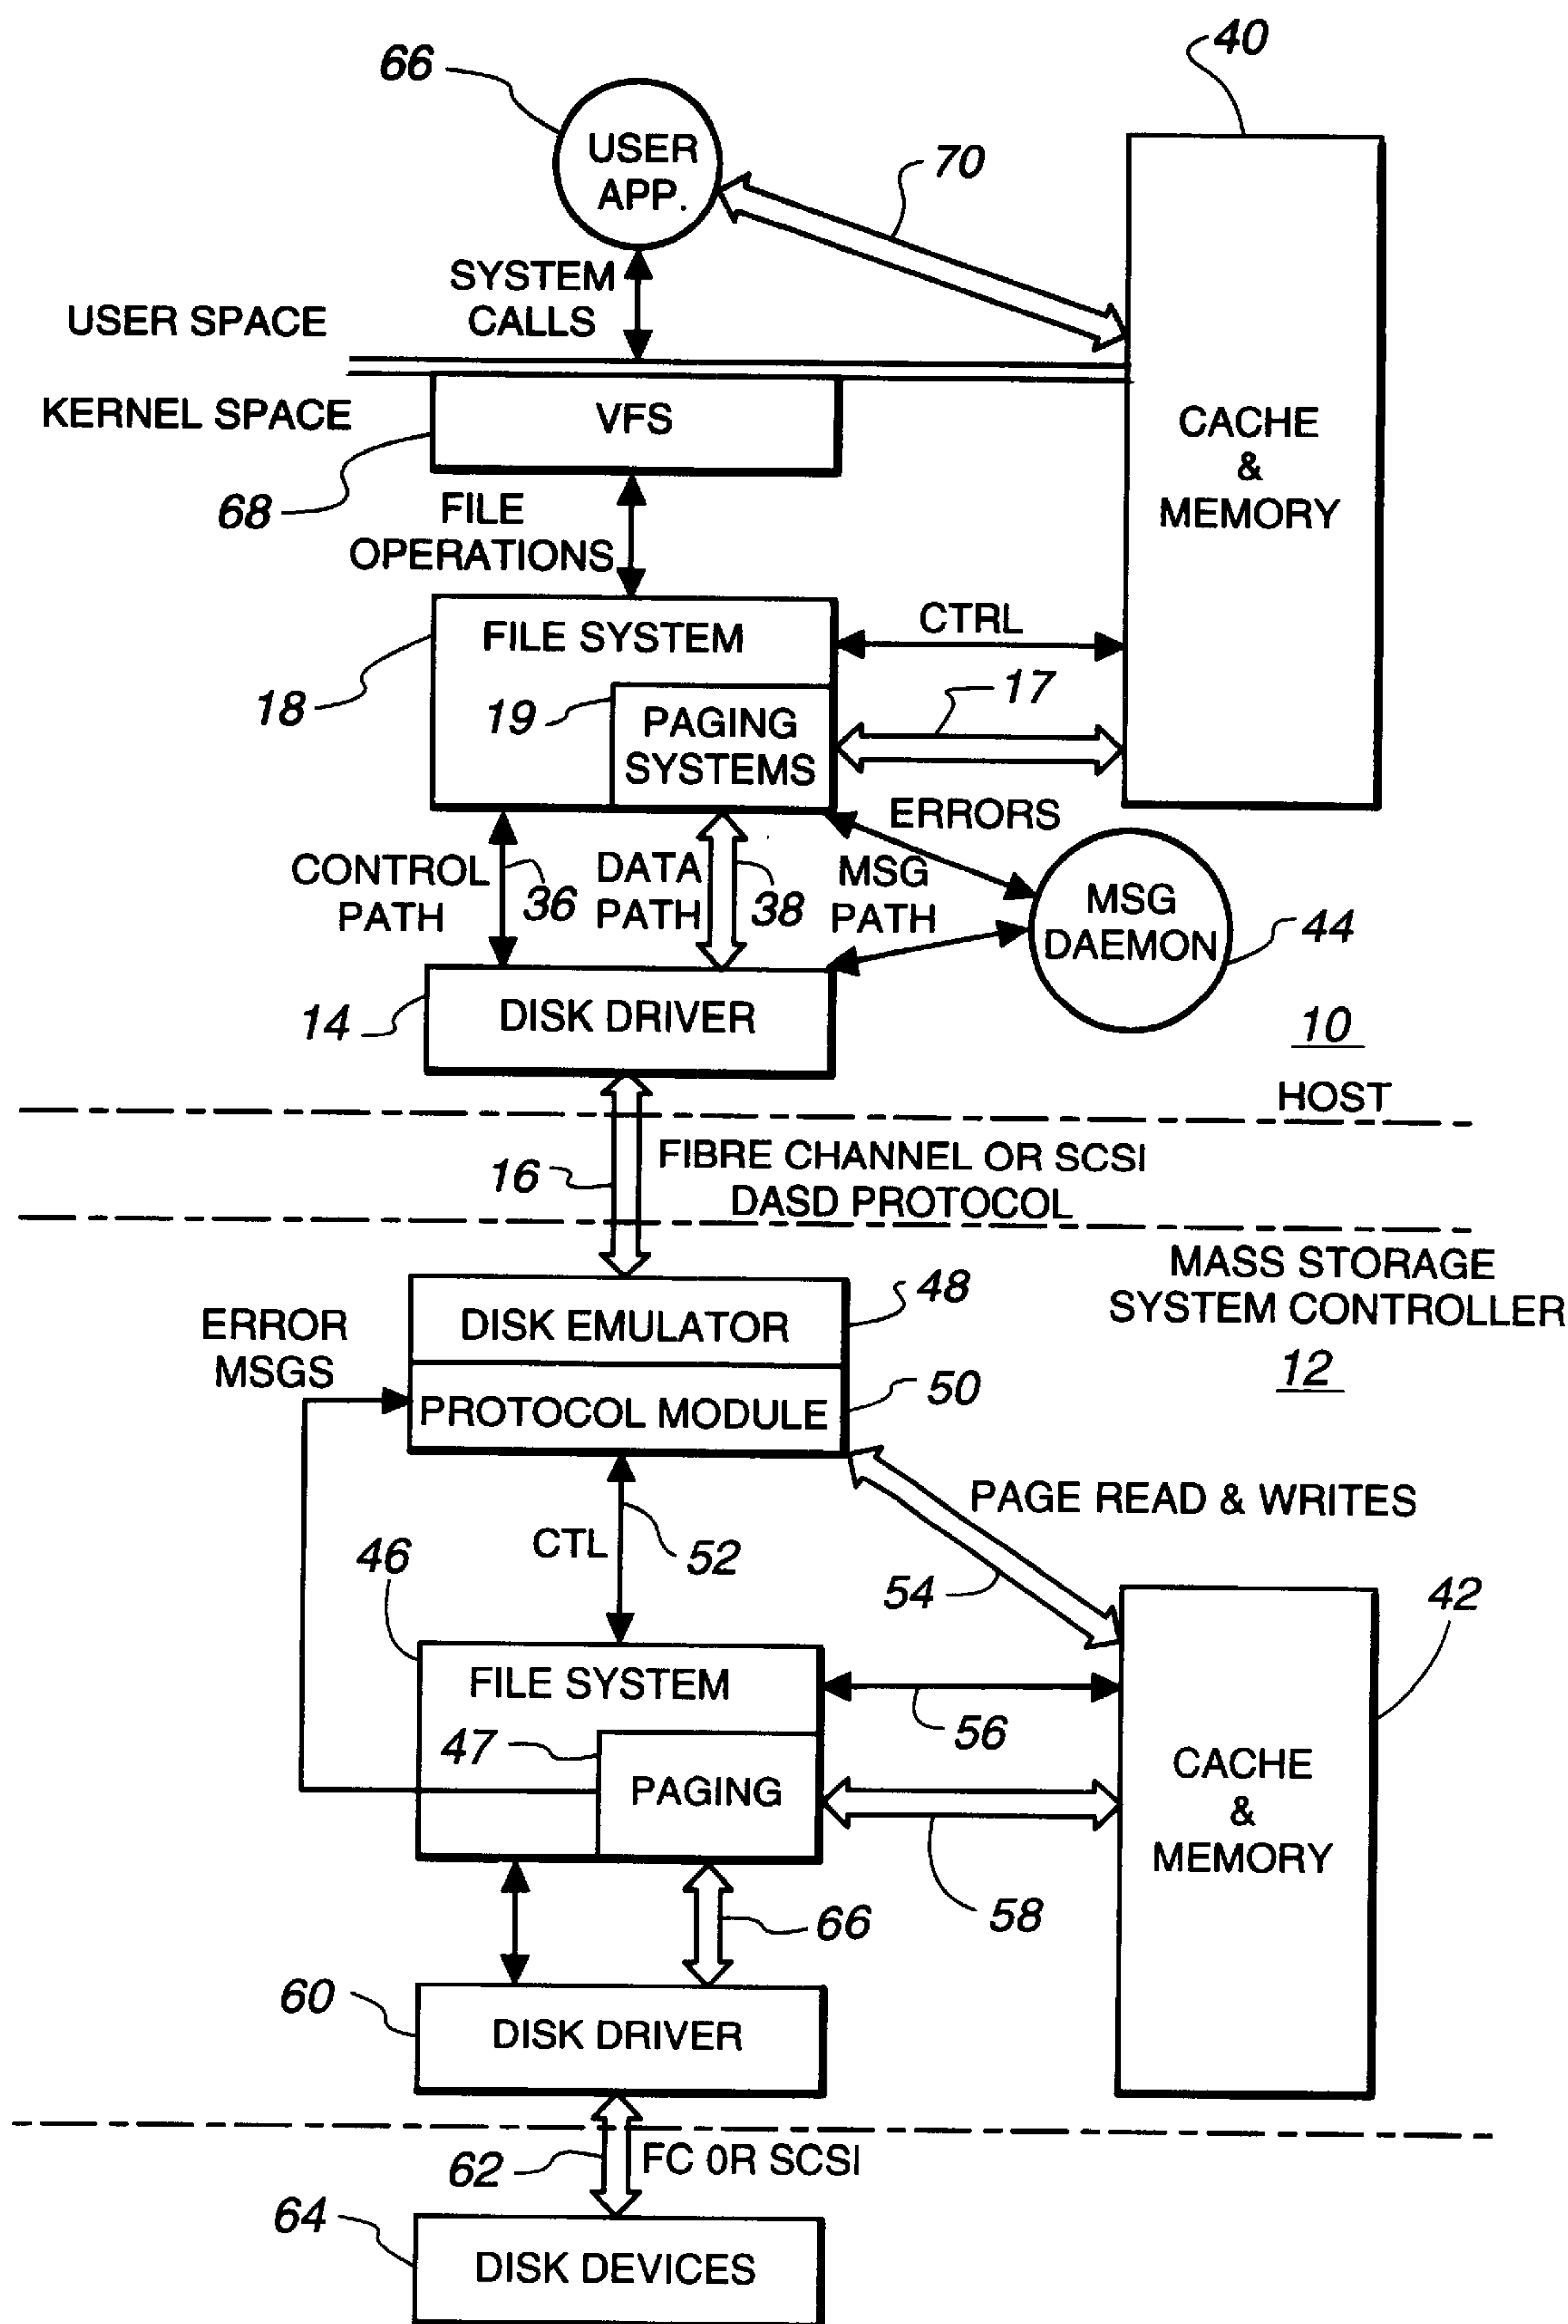 66
40
USER
APP.
70
SYSTEM
CALLS
USER SPACE
KERNEL SPACE
VFS
CACHE
&
MEMORY
68
FILE
OPERATIONS
FILE SYSTEM
CTRL
18
19
PAGING
SYSTEMS
17
ERRORS
CONTROL
PATH
36
DATA
PATH
38
MSG
PATH
MSG
DAEMON
44
14
DISK DRIVER
10
HOST
16
FIBRE CHANNEL OR SCSI
DASD PROTOCOL
MASS STORAGE
SYSTEM CONTROLLER
12
48
DISK EMULATOR
ERROR
MSGS
50
PROTOCOL MODULE
PAGE READ & WRITES
CTL
52
54
46
42
FILE SYSTEM
56
47
PAGING
CACHE
&
MEMORY
58
66
60
DISK DRIVER
62
FC 0R SCSI
64
DISK DEVICES